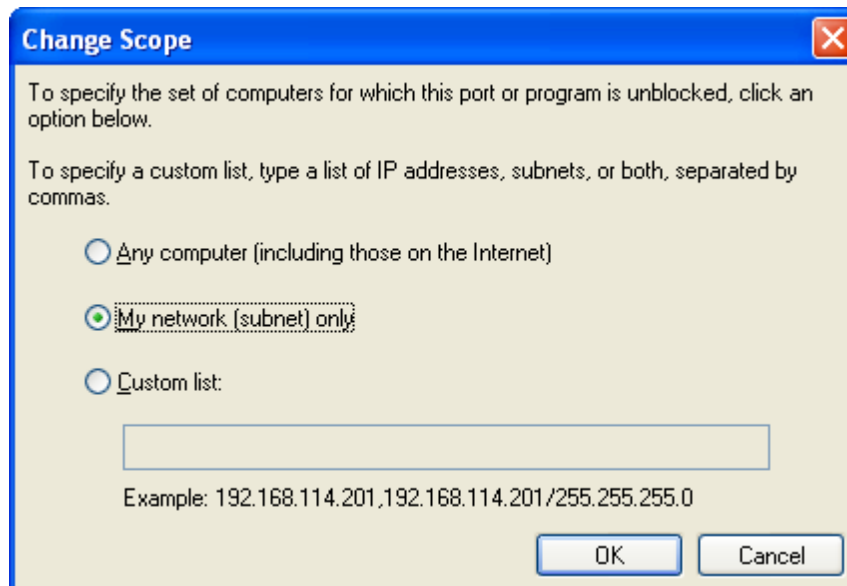 Change Scope
To specify the set of computers for which this port or program is unblocked, click an
option below.
To specify a custom list, type a list of IP addresses, subnets, or both, separated by
commas.
Any computer (including those on the Internet)
My network (subnet) only
Custom list:
Example: 192.168.114.201,192.168.114.201/255.255.255.0
OK Cancel